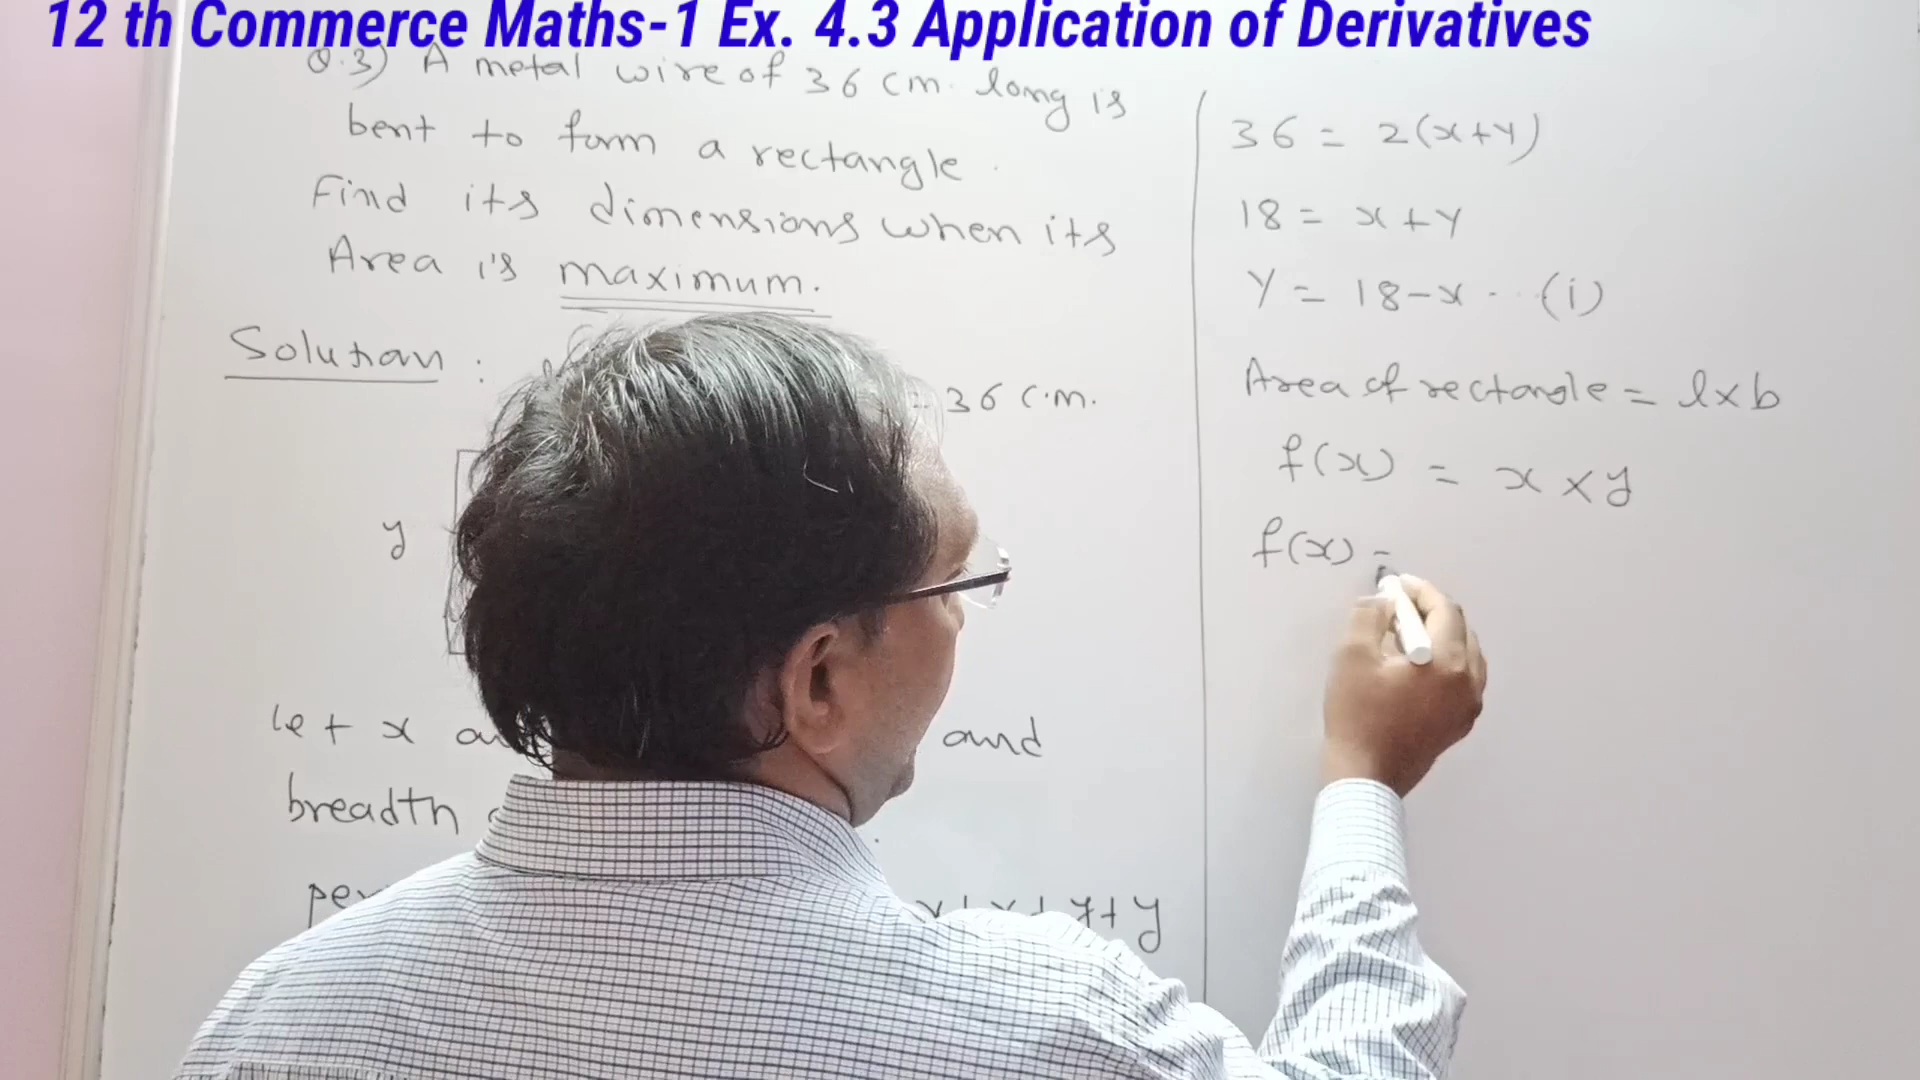 12 th Commerce Maths-1 Ex. 4.3 Application of Derivatives
Q.3) A metal wire of 36 cm. long is
bent to form a rectangle.
Find its dimensions when its
Area is maximum.
Solution :
= 36 c.m.
y
let x and
breadth
x + x + y + y
36 = 2(x+y)
18 = x + y
y = 18 - x ... (i)
Area of rectangle = l × b
f(x) = x × y
f(x) =